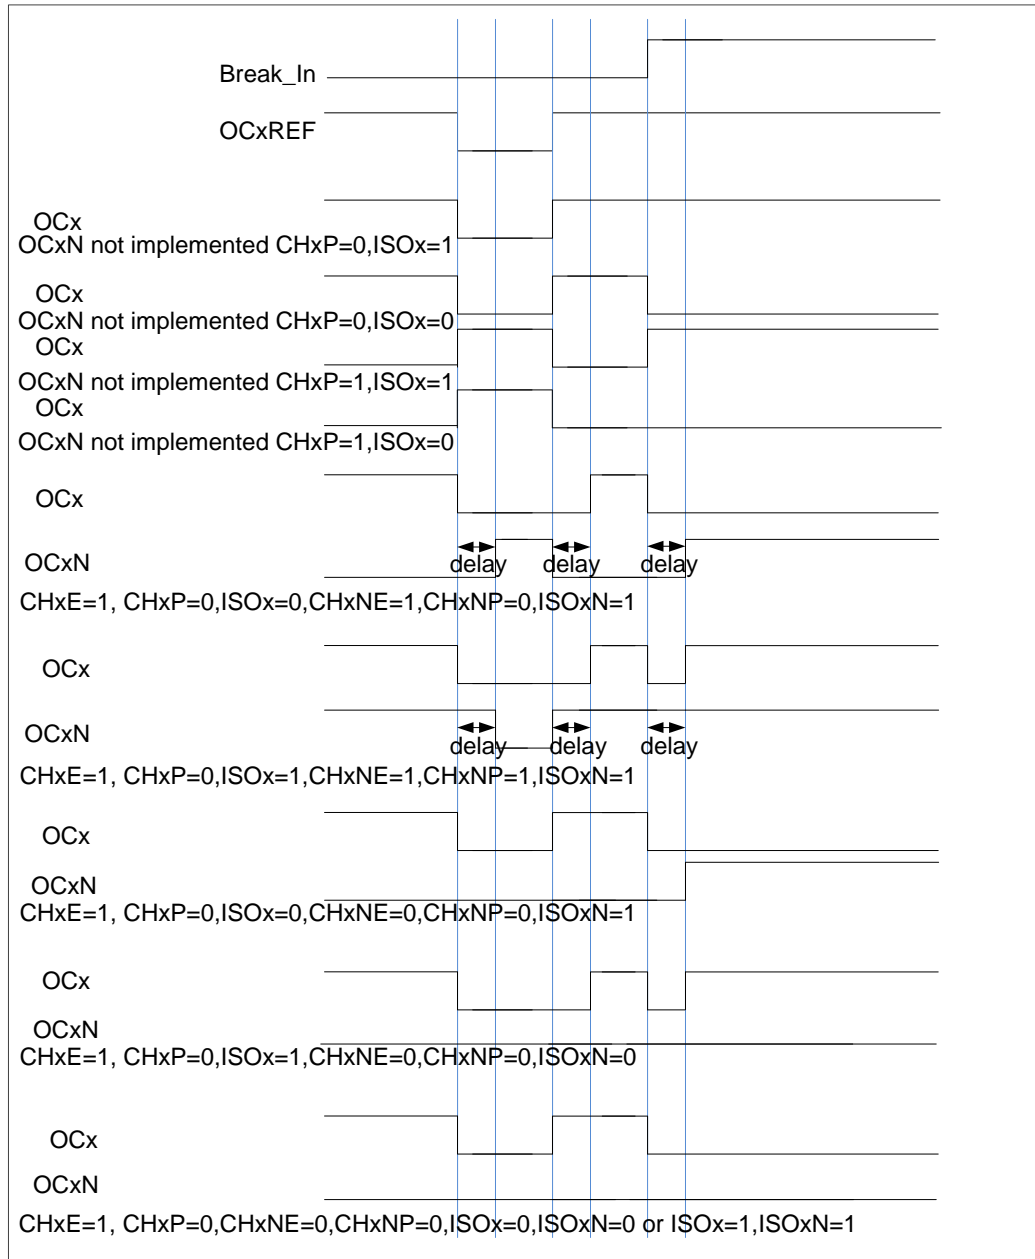 Break_In
OCxREF
OCx
OCxN not implemented CHxP=0,ISOx=1
OCx
OCxN not implemented CHxP=0,ISOx=0
OCx
OCxN not implemented CHxP=1,ISOx=1
OCx
OCxN not implemented CHxP=1,ISOx=0
OCx
OCxN delay delay delay
CHxE=1, CHxP=0,ISOx=0,CHxNE=1,CHxNP=0,ISOxN=1
OCx
OCxN delay delay delay
CHxE=1, CHxP=0,ISOx=1,CHxNE=1,CHxNP=1,ISOxN=1
OCx
OCxN
CHxE=1, CHxP=0,ISOx=0,CHxNE=0,CHxNP=0,ISOxN=1
OCx
OCxN
CHxE=1, CHxP=0,ISOx=1,CHxNE=0,CHxNP=0,ISOxN=0
OCx
OCxN
CHxE=1, CHxP=0,CHxNE=0,CHxNP=0,ISOx=0,ISOxN=0 or ISOx=1,ISOxN=1